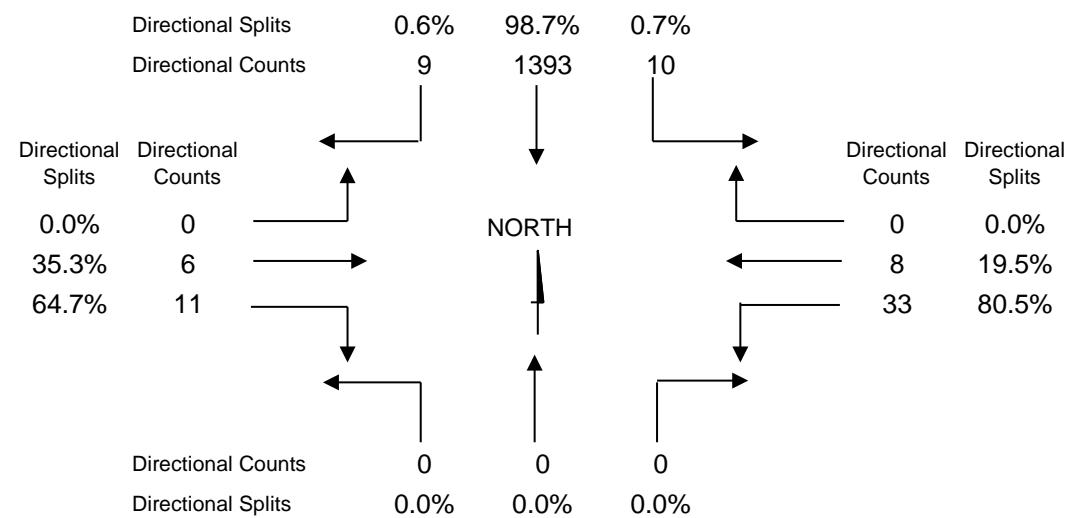 Directional Splits 0.6% 98.7% 0.7%
Directional Counts 9 1393 10
Directional Directional Directional Directional
Splits Counts Counts Splits
0.0% 0 NORTH 0 0.0%
35.3% 6 8 19.5%
64.7% 11 33 80.5%
Directional Counts 0 0 0
Directional Splits 0.0% 0.0% 0.0%